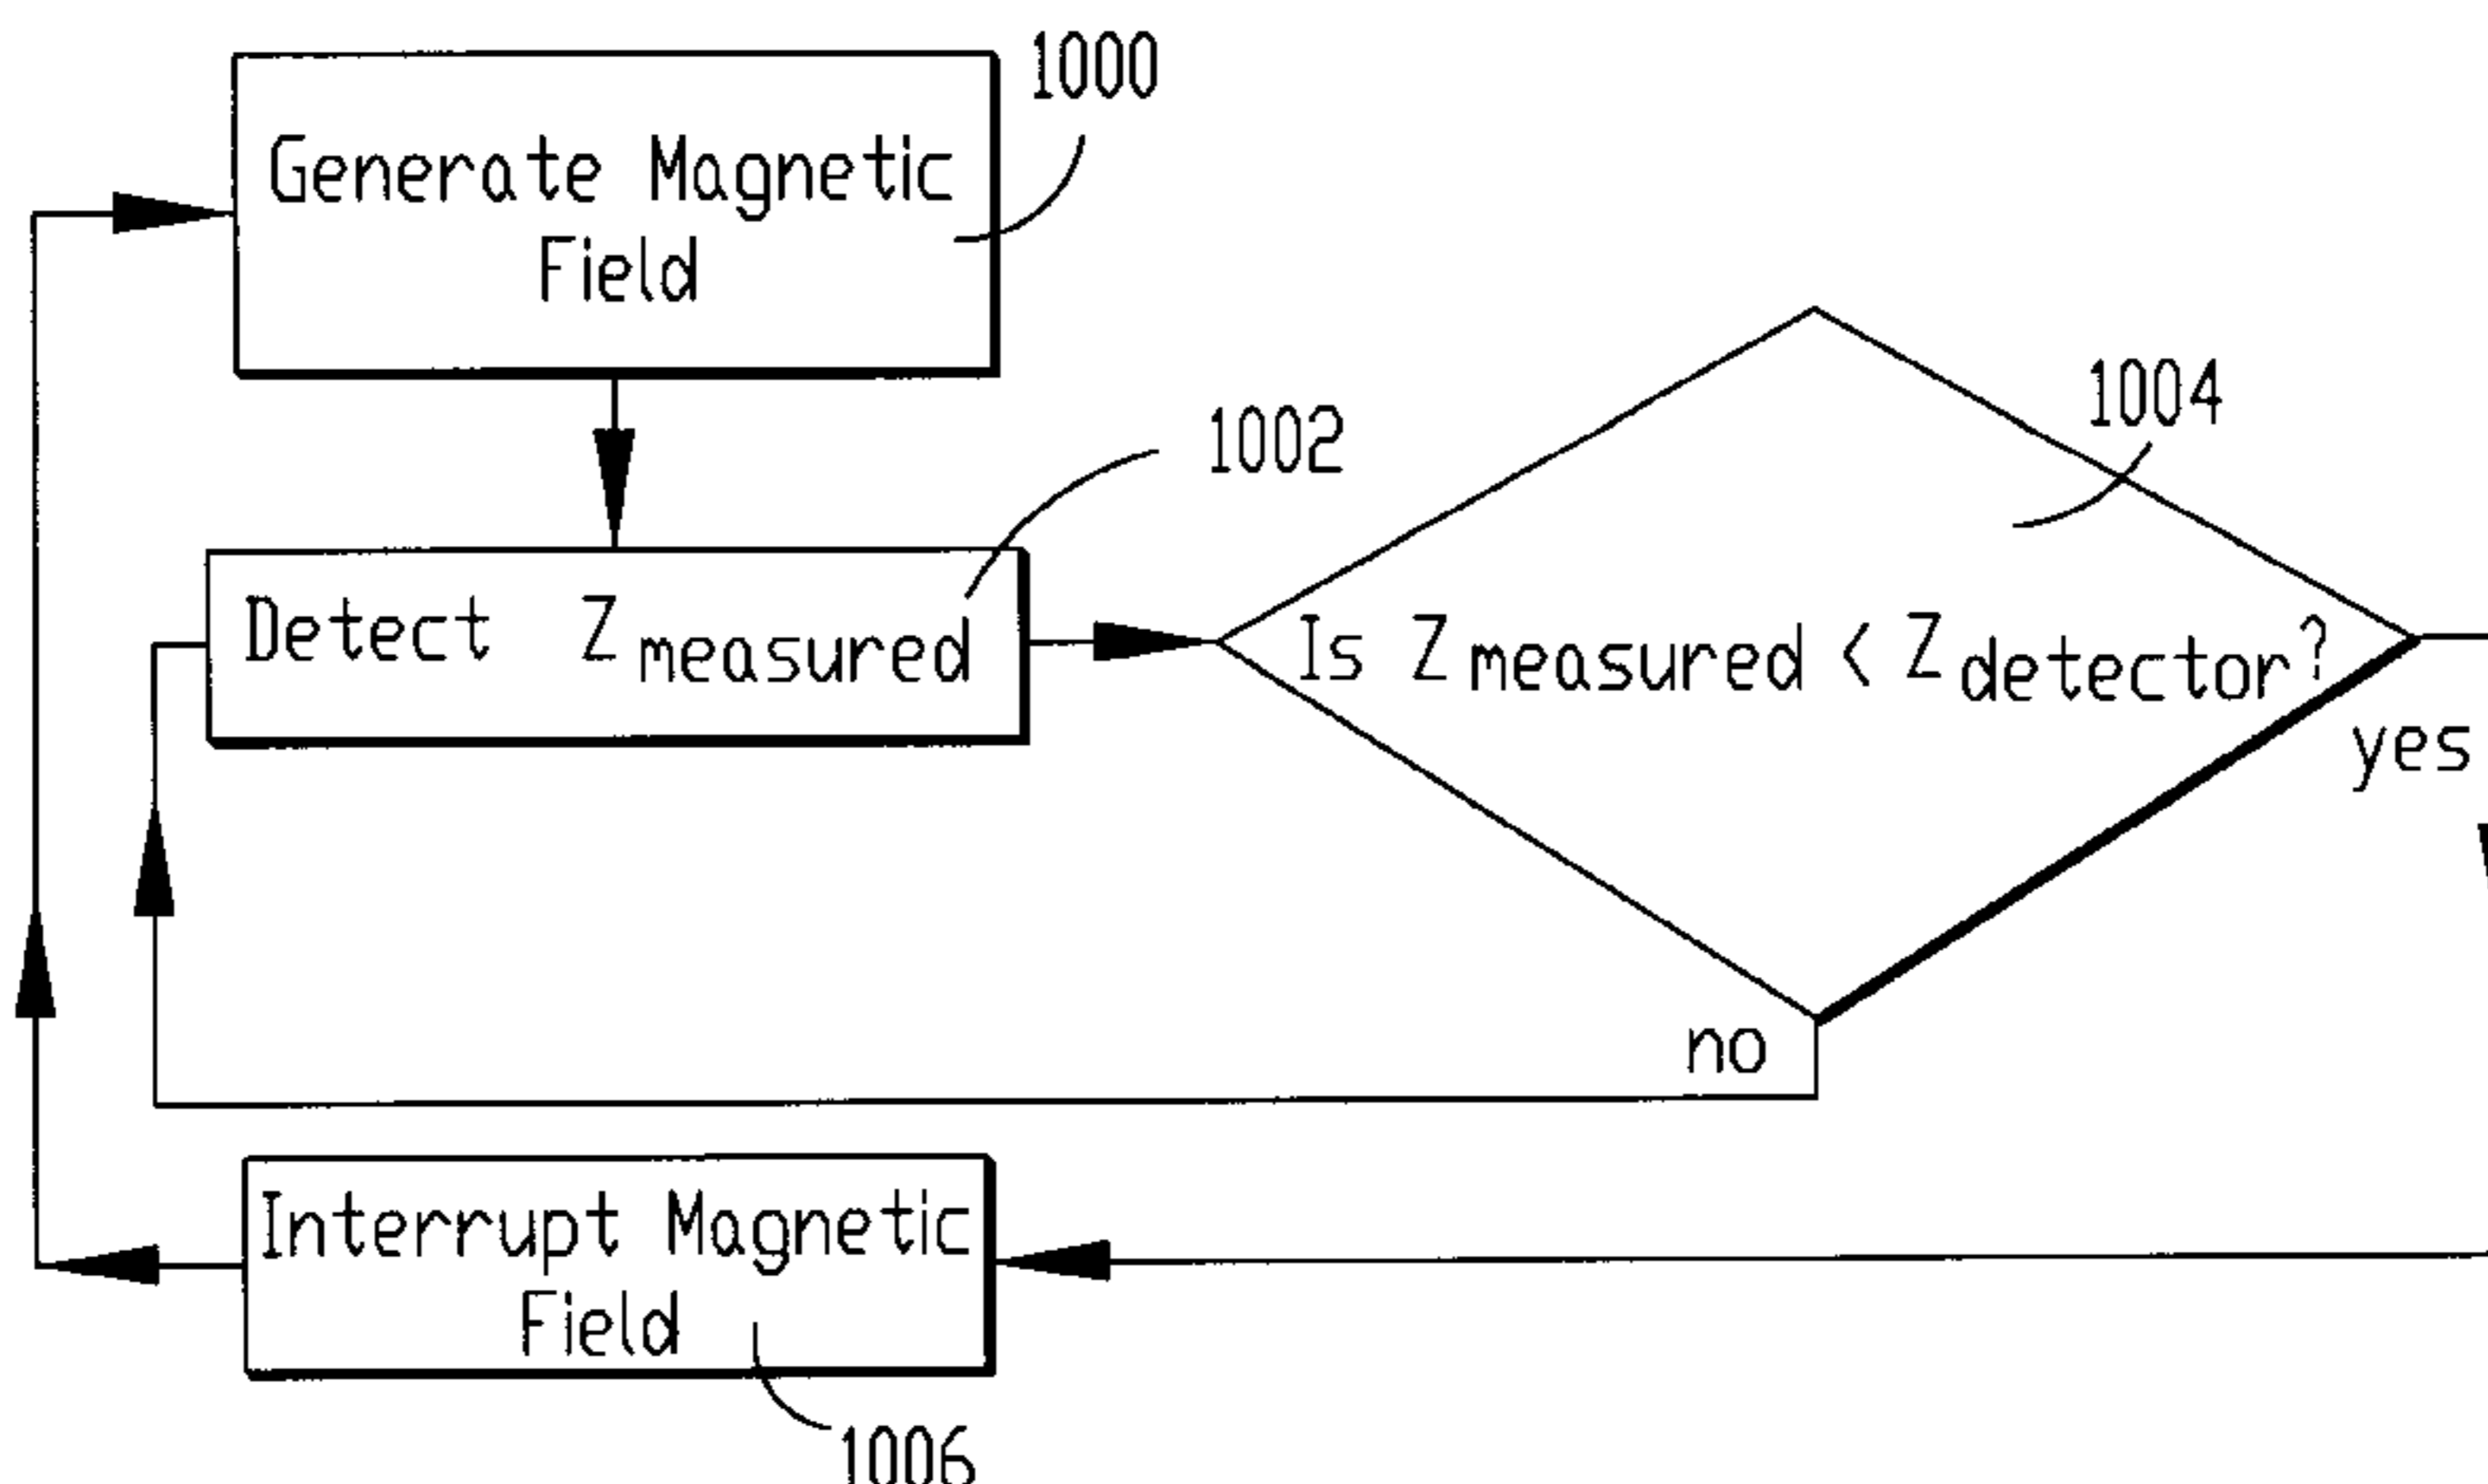 1000
Generate Magnetic
Field
1002
1004
Detect Zmeasured
Is Zmeasured < Zdetector?
yes
no
Interrupt Magnetic
Field
1006